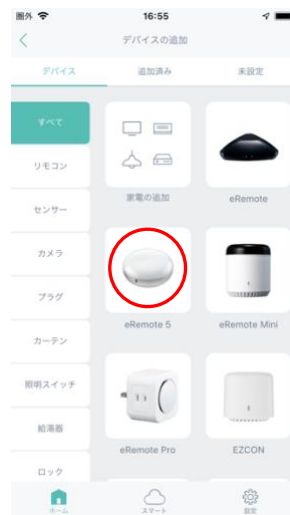 圏外
16:55
デバイスの追加
デバイス
追加済み
未設定
すべて
リモコン
センサー
カメラ
プラグ
カーテン
照明スイッチ
給湯器
ロック
家電の追加
eRemote
eRemote 5
eRemote Mini
eRemote Pro
EZCON
ホーム
スマート
設定